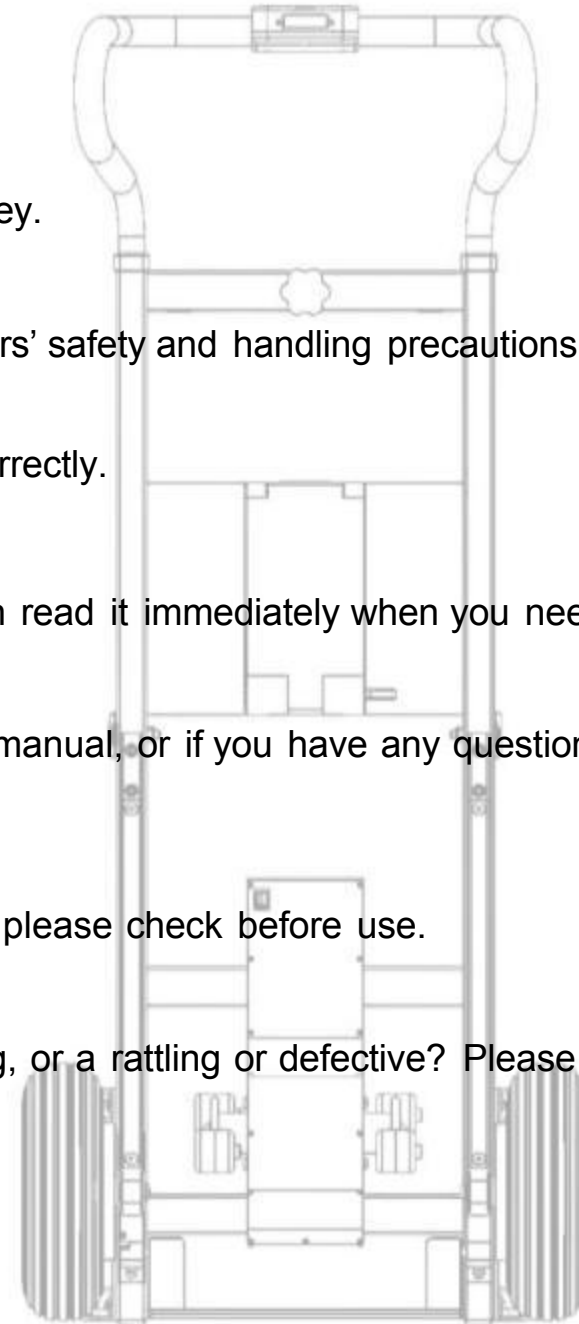 ey.
rs’ safety and handling precautions
rrectly.
n read it immediately when you nee
manual, or if you have any question
please check before use.
g, or a rattling or defective? Please